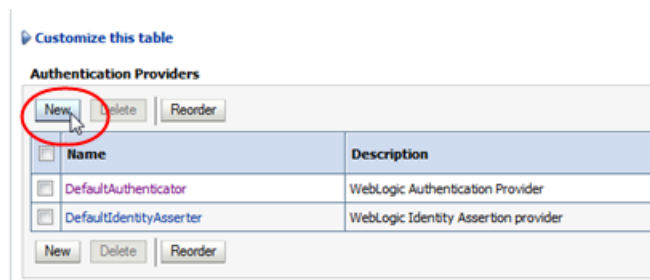 Customize this table
Authentication Providers
New Delete Reorder
Name Description
DefaultAuthenticator WebLogic Authentication Provider
DefaultIdentityAsserter WebLogic Identity Assertion provider
New Delete Reorder